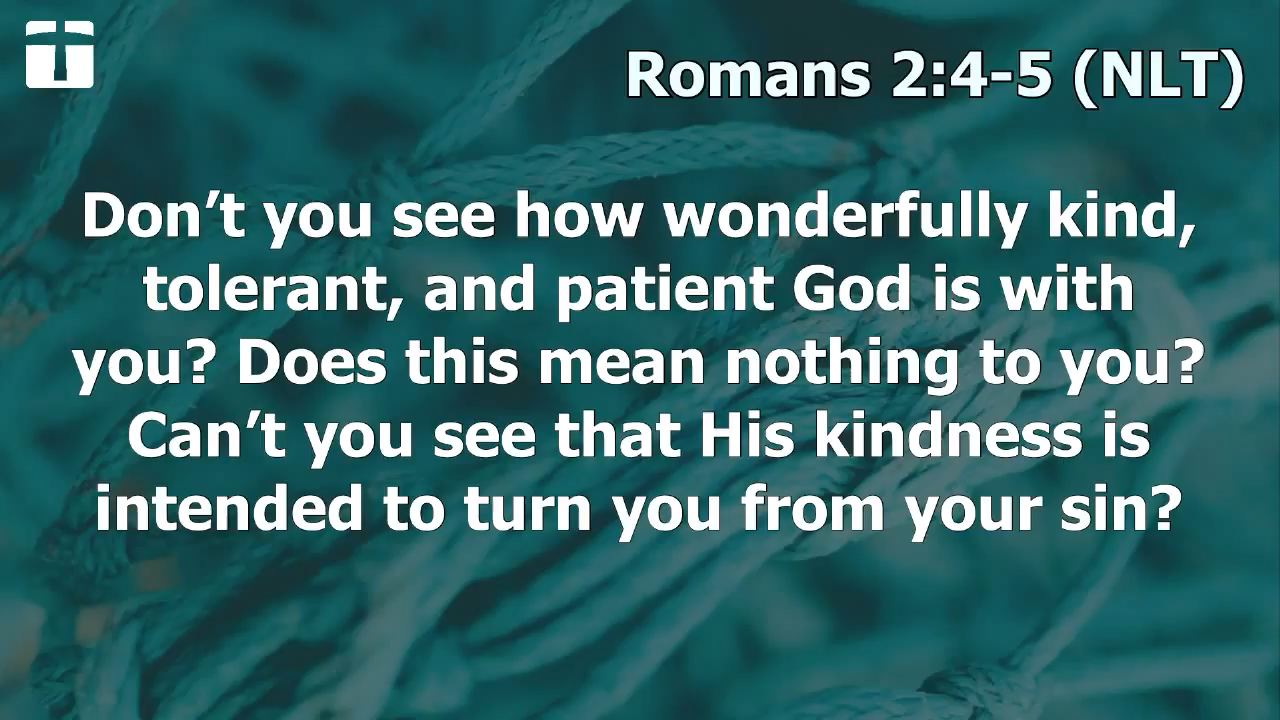 Romans 2:4-5 (NLT)
Don’t you see how wonderfully kind,
tolerant, and patient God is with
you? Does this mean nothing to you?
Can’t you see that His kindness is
intended to turn you from your sin?